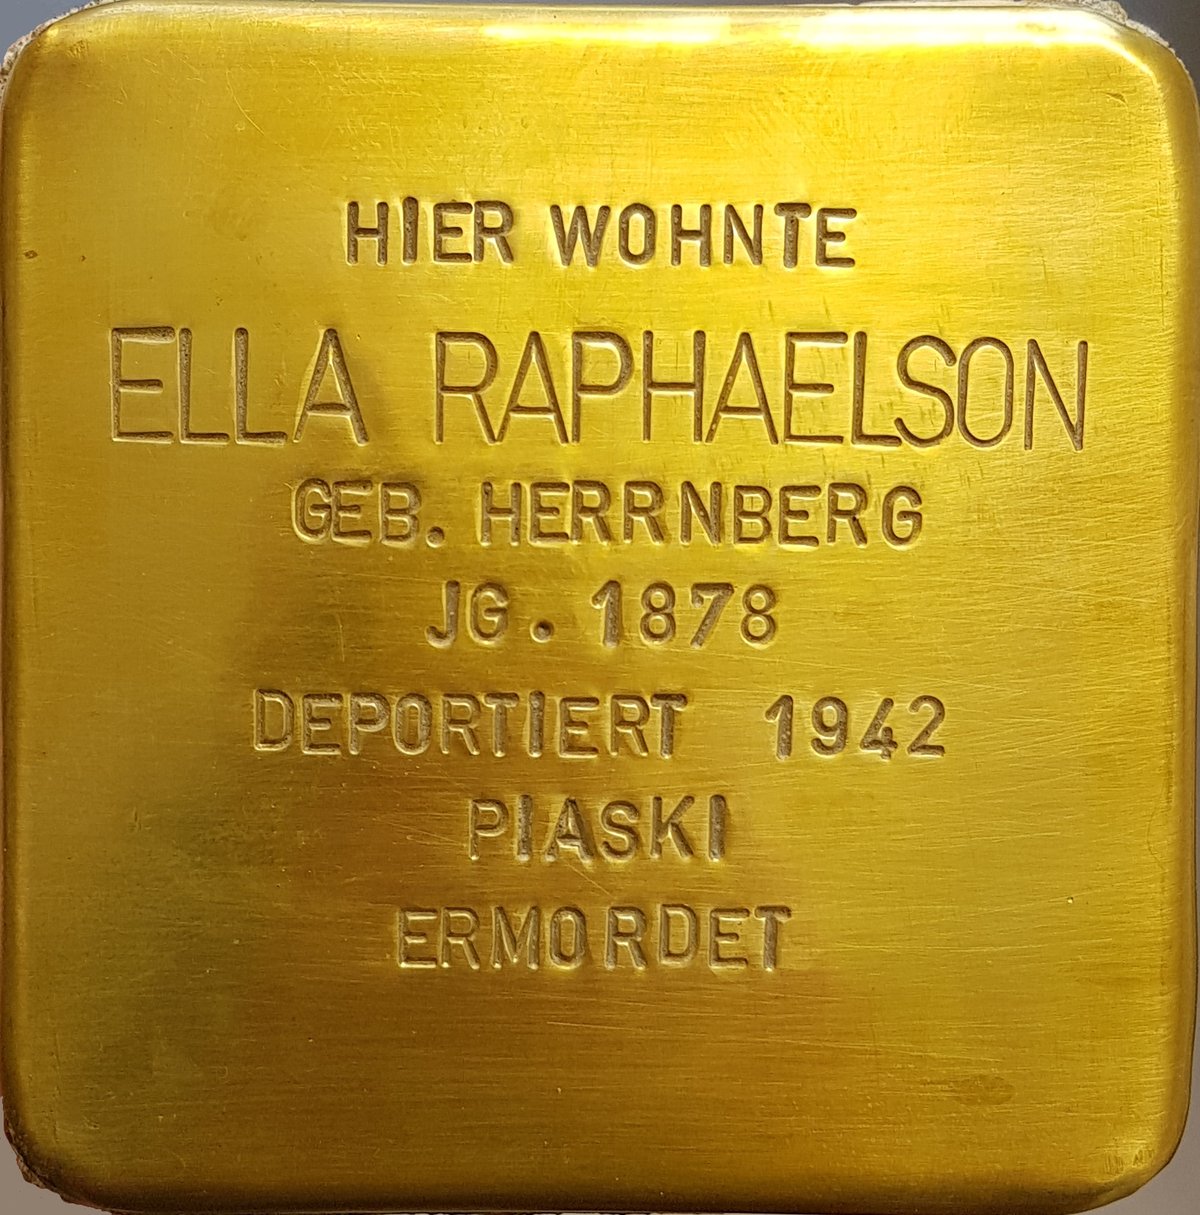 HIER WOHNTE
ELLA RAPHAELSON
GEB. HERRNBERG
JG. 1878
DEPORTIERT 1942
PIASKI
ERMORDET